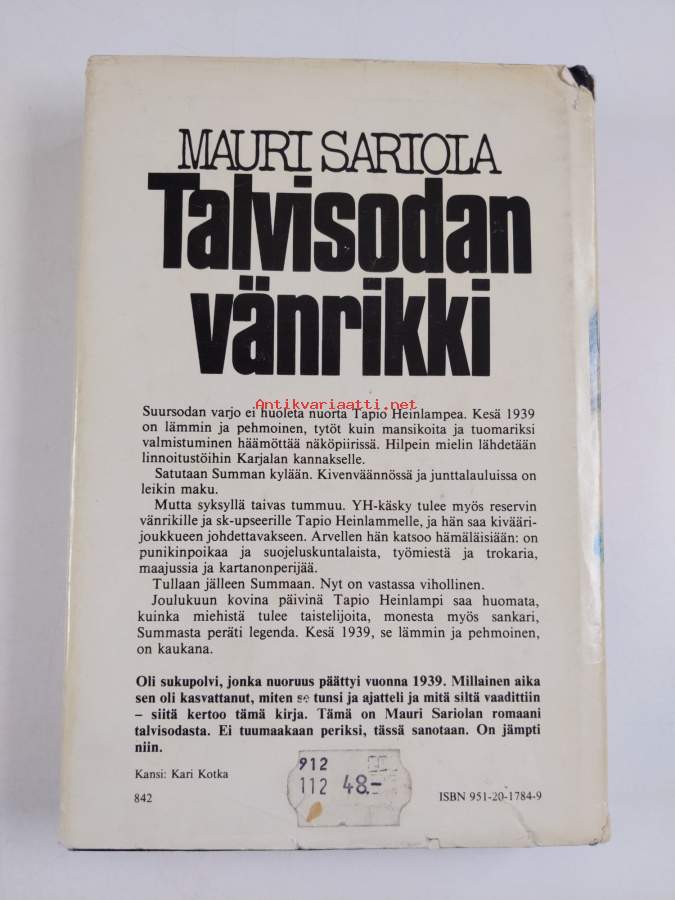 MAURI SARIOLA
Talvisodan
vänrikki
Antikvariaatti.net
Suursodan varjo ei huoleta nuorta Tapio Heinlampea. Kesä 1939
on lämmin ja pehmoinen, tytöt kuin mansikoita ja tuomariksi
valmistuminen häämöttää näköpiirissä. Hilpein mielin lähdetään
linnoitustöihin Karjalan kannakselle.
Satutaan Summan kylään. Kivenväännössä ja junttalauluissa on
leikin maku.
Mutta syksyllä taivas tummuu. YH-käsky tulee myös reservin
vänrikille ja sk-upseerille Tapio Heinlammelle, ja hän saa kivääri-
joukkueen johdettavakseen. Arvellen hän katsoo hämäläisiään: on
punikinpoikaa ja suojeluskuntalaista, työmiestä ja trokaria,
maajussia ja kartanonperijää.
Tullaan jälleen Summaan. Nyt on vastassa vihollinen.
Joulukuun kovina päivinä Tapio Heinlampi saa huomata,
kuinka miehistä tulee taistelijoita, monesta myös sankari,
Summasta peräti legenda. Kesä 1939, se lämmin ja pehmoinen,
on kaukana.
Oli sukupolvi, jonka nuoruus päättyi vuonna 1939. Millainen aika
sen oli kasvattanut, miten se tunsi ja ajatteli ja mitä siltä vaadittiin
– siitä kertoo tämä kirja. Tämä on Mauri Sariolan romaani
talvisodasta. Ei tuumaakaan periksi, tässä sanotaan. On jämpti
niin.
Kansi: Kari Kotka
912
112 48.-
842
ISBN 951-20-1784-9